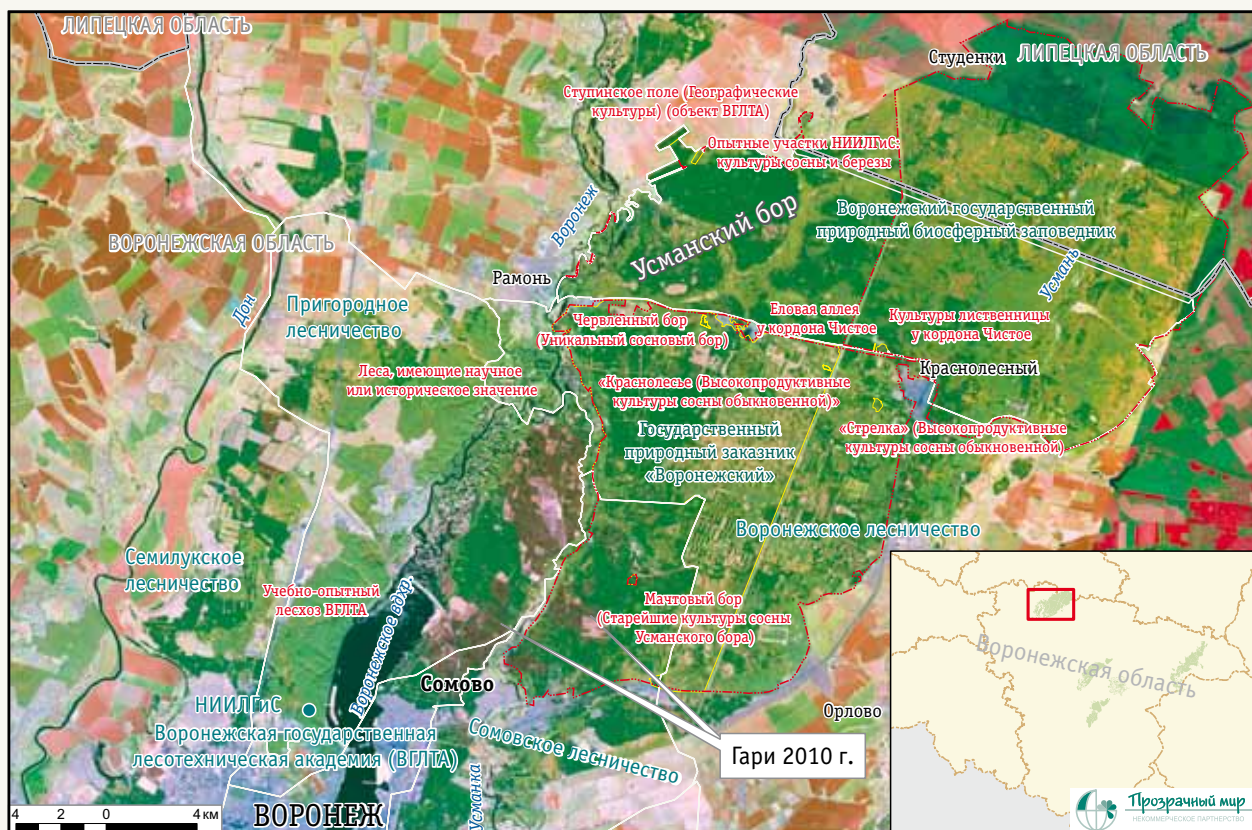 ЛИПЕЦКАЯ ОБЛАСТЬ
Студенки
ЛИПЕЦКАЯ ОБЛАСТЬ
Ступинское поле (Географические
культуры) (объект ВГЛТА)
Опытные участки НИИЛГиС:
культуры сосны и березы
Воронеж
Усманский бор
Воронежский государственный
природный биосферный заповедник
ВОРОНЕЖСКАЯ ОБЛАСТЬ
Усмань
Рамонь
Дон
Пригородное
лесничество
Червлённый бор
(Уникальный сосновый бор)
Еловая аллея
у кордона Чистое
Культуры лиственницы
у кордона Чистое
Леса, имеющие научное
или историческое значение
«Краснолесье (Высокопродуктивные
культуры сосны обыкновенной)»
Краснолесный
Государственный
природный заказник
«Воронежский»
«Стрелка» (Высокопродуктивные
культуры сосны обыкновенной)
Воронежское лесничество
Семилукское
лесничество
Учебно-опытный
лесхоз ВГЛТА
Воронежское вдхр.
Мачтовый бор
(Старейшие культуры сосны
Усманского бора)
Сомово
НИИЛГиС
Воронежская государственная
лесотехническая академия (ВГЛТА)
Сомовское лесничество
Орлово
Гари 2010 г.
Усманка
ВОРОНЕЖ
4 2 0 4 км
Воронежская область
Прозрачный мир
НЕКОММЕРЧЕСКОЕ ПАРТНЕРСТВО